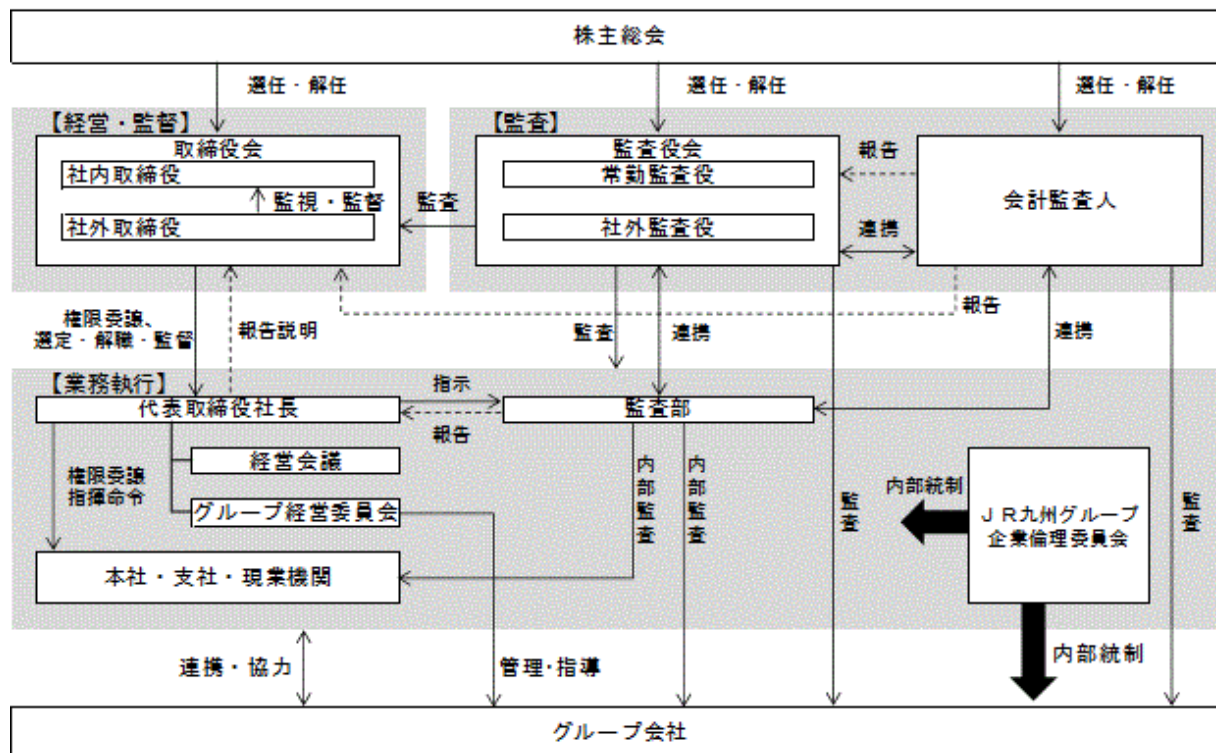 株主総会
選任・解任
選任・解任
選任・解任
【経営・監督】
【監査】
取締役会
社内取締役
監視・監督
社外取締役
監査
監査役会
常勤監査役
社外監査役
報告
連携
会計監査人
権限委譲、
選定・解職・監督
報告説明
監査
連携
報告
連携
【業務執行】
代表取締役社長
指示
報告
監査部
経営会議
グループ経営委員会
権限委譲
指揮命令
本社・支社・現業機関
内部監査
内部監査
監査
内部統制
ＪＲ九州グループ
企業倫理委員会
監査
連携・協力
管理・指導
内部統制
グループ会社